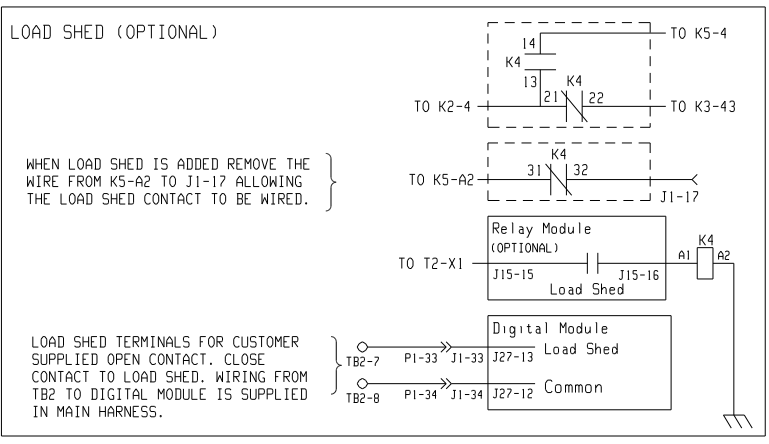 LOAD SHED (OPTIONAL)
14
TO K5-4
K4
13
K4
TO K2-4
21
22
TO K3-43
WHEN LOAD SHED IS ADDED REMOVE THE
WIRE FROM K5-A2 TO J1-17 ALLOWING
THE LOAD SHED CONTACT TO BE WIRED.
K4
TO K5-A2
31
32
J1-17
Relay Module
(OPTIONAL)
K4
TO T2-X1
J15-15
J15-16
A1
A2
Load Shed
LOAD SHED TERMINALS FOR CUSTOMER
SUPPLIED OPEN CONTACT. CLOSE
CONTACT TO LOAD SHED. WIRING FROM
TB2 TO DIGITAL MODULE IS SUPPLIED
IN MAIN HARNESS.
Digital Module
TB2-7
P1-33
J1-33
J27-13
Load Shed
TB2-8
P1-34
J1-34
J27-12
Common